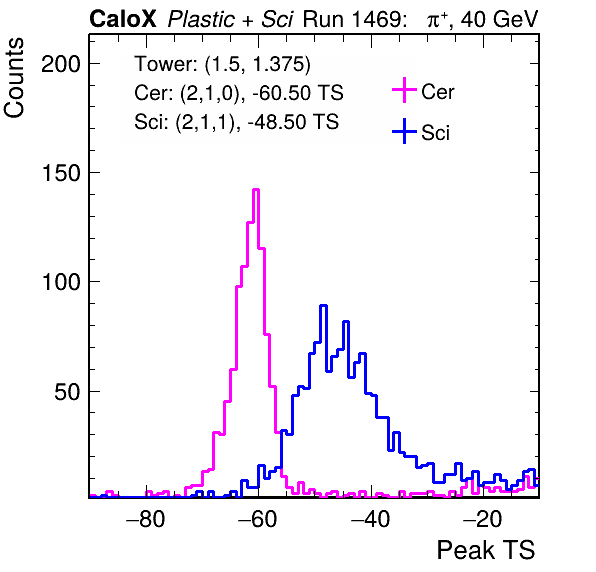 CaloX Plastic + Sci Run 1469: π⁺, 40 GeV
Counts
Tower: (1.5, 1.375)
Cer: (2,1,0), -60.50 TS
Sci: (2,1,1), -48.50 TS
Cer
Sci
200
150
100
50
−80 −60 −40 −20
Peak TS